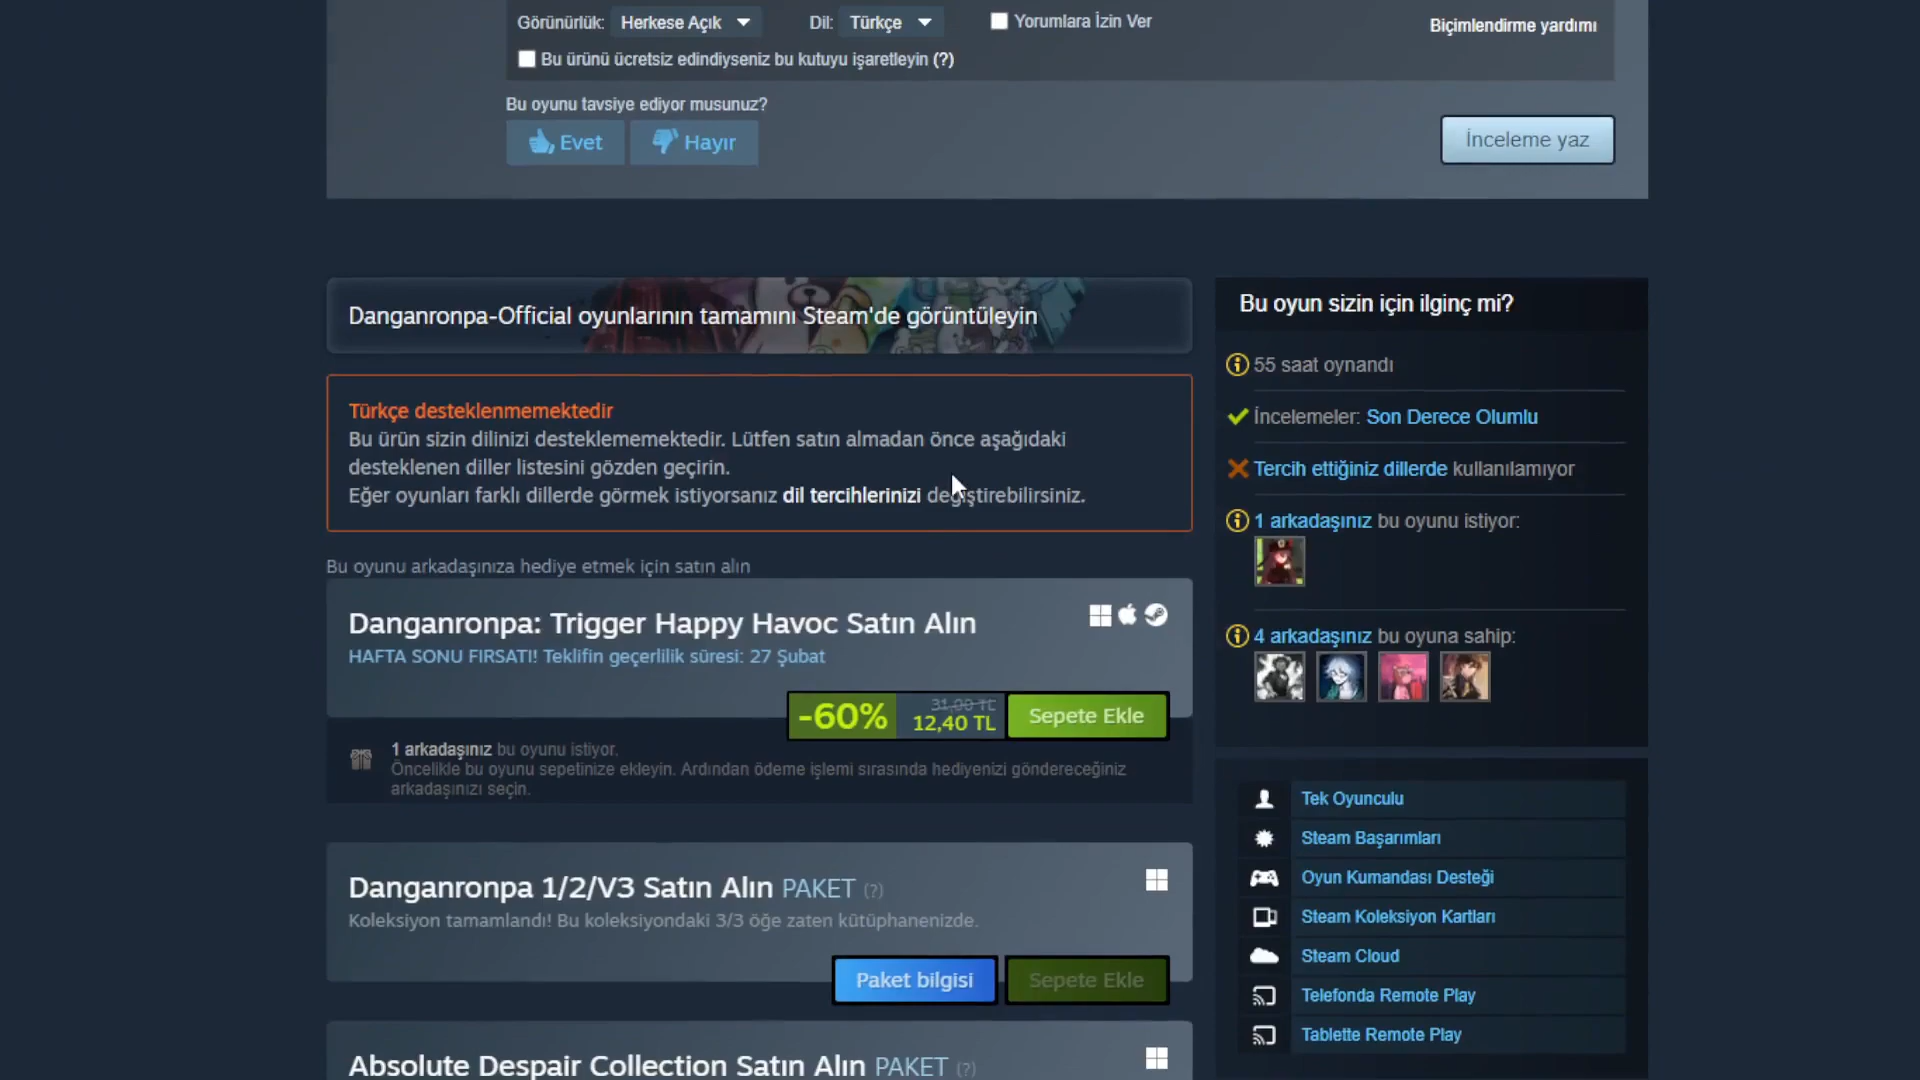 Görünürlük: Herkese Açık Dil: Türkçe Yorumlara İzin Ver
Biçimlendirme yardımı
Bu ürünü ücretsiz edindiyseniz bu kutuyu işaretleyin (?)
Bu oyunu tavsiye ediyor musunuz?
Evet Hayır
İnceleme yaz
Danganronpa-Official oyunlarının tamamını Steam'de görüntüleyin
Türkçe desteklenmemektedir
Bu ürün sizin dilinizi desteklememektedir. Lütfen satın almadan önce aşağıdaki
desteklenen diller listesini gözden geçirin.
Eğer oyunları farklı dillerde görmek istiyorsanız dil tercihlerinizi değiştirebilirsiniz.
Bu oyunu arkadaşınıza hediye etmek için satın alın
Danganronpa: Trigger Happy Havoc Satın Alın
HAFTA SONU FIRSATI! Teklifin geçerlilik süresi: 27 Şubat
-60%
31,00 TL
12,40 TL
Sepete Ekle
1 arkadaşınız bu oyunu istiyor.
Öncelikle bu oyunu sepetinize ekleyin. Ardından ödeme işlemi sırasında hediyenizi göndereceğiniz
arkadaşınızı seçin.
Danganronpa 1/2/V3 Satın Alın PAKET (?)
Koleksiyon tamamlandı! Bu koleksiyondaki 3/3 öğe zaten kütüphanenizde.
Paket bilgisi
Sepete Ekle
Absolute Despair Collection Satın Alın PAKET (?)
Bu oyun sizin için ilginç mi?
55 saat oynandı
İncelemeler: Son Derece Olumlu
Tercih ettiğiniz dillerde kullanılamıyor
1 arkadaşınız bu oyunu istiyor:
4 arkadaşınız bu oyuna sahip:
Tek Oyunculu
Steam Başarımları
Oyun Kumandası Desteği
Steam Koleksiyon Kartları
Steam Cloud
Telefonda Remote Play
Tablette Remote Play